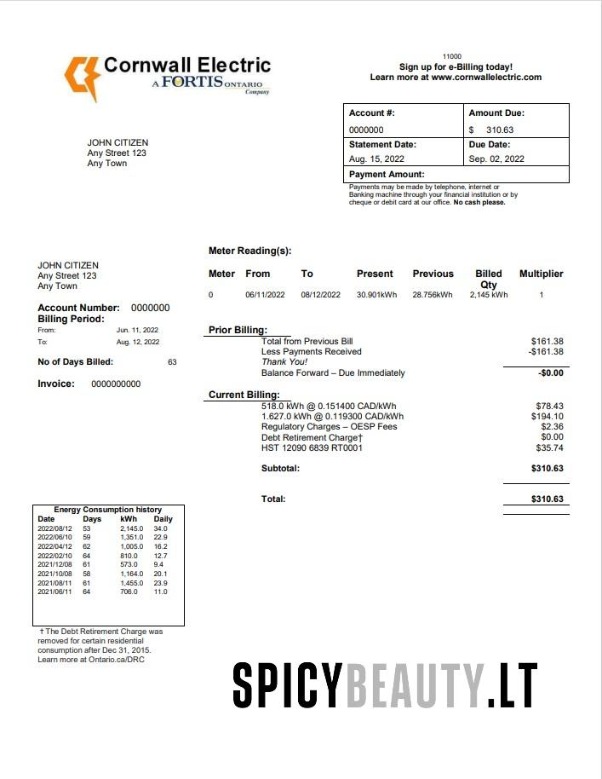 Cornwall Electric
A FORTIS ONTARIO
Company
11000
Sign up for e-Billing today!
Learn more at www.cornwallelectric.com
Account #: Amount Due:
0000000 $ 310.63
Statement Date: Due Date:
Aug. 15, 2022 Sep. 02, 2022
Payment Amount:
Payments may be made by telephone, internet or
Banking machine through your financial institution or by
cheque or debit card at our office. No cash please.
JOHN CITIZEN
Any Street 123
Any Town
JOHN CITIZEN
Any Street 123
Any Town
Account Number: 0000000
Billing Period:
From: Jun. 11, 2022
To: Aug. 12, 2022
No of Days Billed: 63
Invoice: 0000000000
Meter Reading(s):
Meter From To Present Previous Billed Qty Multiplier
0 06/11/2022 08/12/2022 30,901kWh 28.756kWh 2,145 kWh 1
Prior Billing:
Total from Previous Bill $161.38
Less Payments Received -$161.38
Thank You!
Balance Forward – Due Immediately -$0.00
Current Billing:
518.0 kWh @ 0.151400 CAD/kWh $78.43
1.627.0 kWh @ 0.119300 CAD/kWh $194.10
Regulatory Charges – OESP Fees $2.36
Debt Retirement Charge† $0.00
HST 12090 6839 RT0001 $35.74
Subtotal: $310.63
Total: $310.63
Energy Consumption history
Date Days kWh Daily
2022/08/12 53 2,145.0 34.0
2022/06/10 59 1,351.0 22.9
2022/04/12 62 1,005.0 16.2
2022/02/10 64 810.0 12.7
2021/12/08 61 573.0 9.4
2021/10/08 58 1,164.0 20.1
2021/08/11 61 1,455.0 23.9
2021/06/11 64 706.0 11.0
† The Debt Retirement Charge was
removed for certain residential
consumption after Dec 31, 2015.
Learn more at Ontario.ca/DRC
SPICYBEAUTY.LT